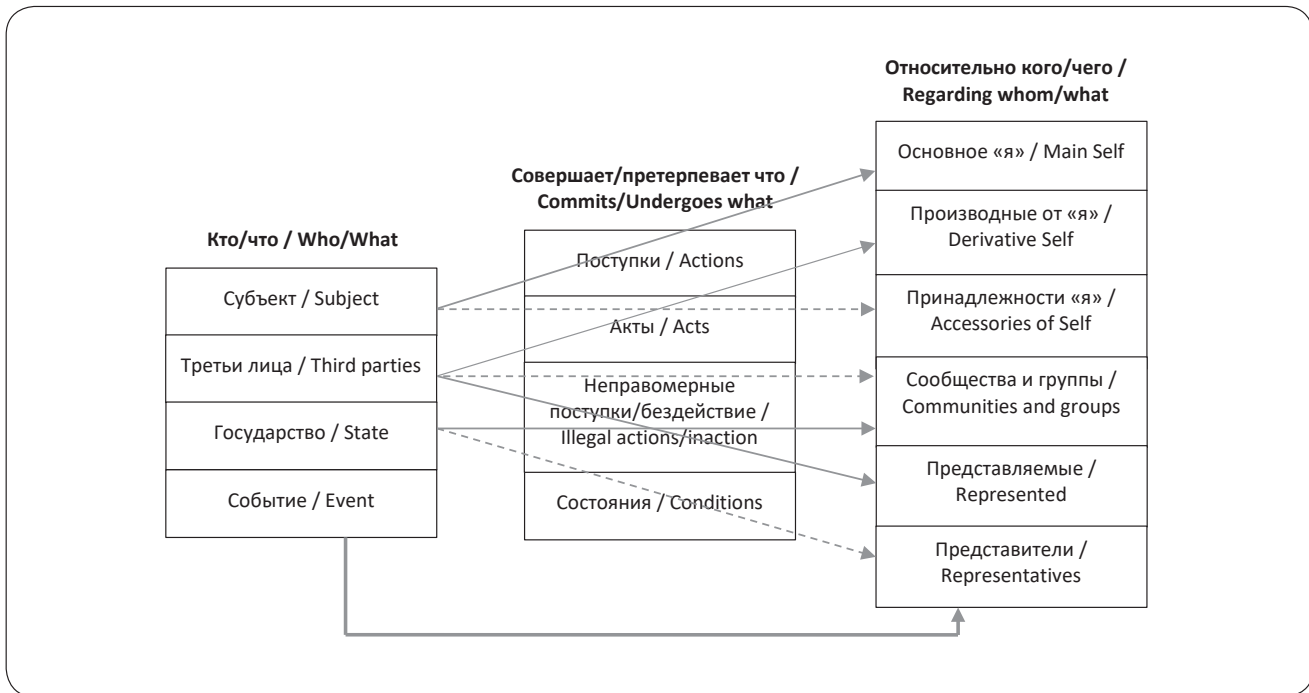 Кто/что / Who/What
Субъект / Subject
Третьи лица / Third parties
Государство / State
Событие / Event
Совершает/претерпевает что /
Commits/Undergoes what
Поступки / Actions
Акты / Acts
Неправомерные
поступки/бездействие /
Illegal actions/inaction
Состояния / Conditions
Относительно кого/чего /
Regarding whom/what
Основное «я» / Main Self
Производные от «я» /
Derivative Self
Принадлежности «я» /
Accessories of Self
Сообщества и группы /
Communities and groups
Представляемые /
Represented
Представители /
Representatives